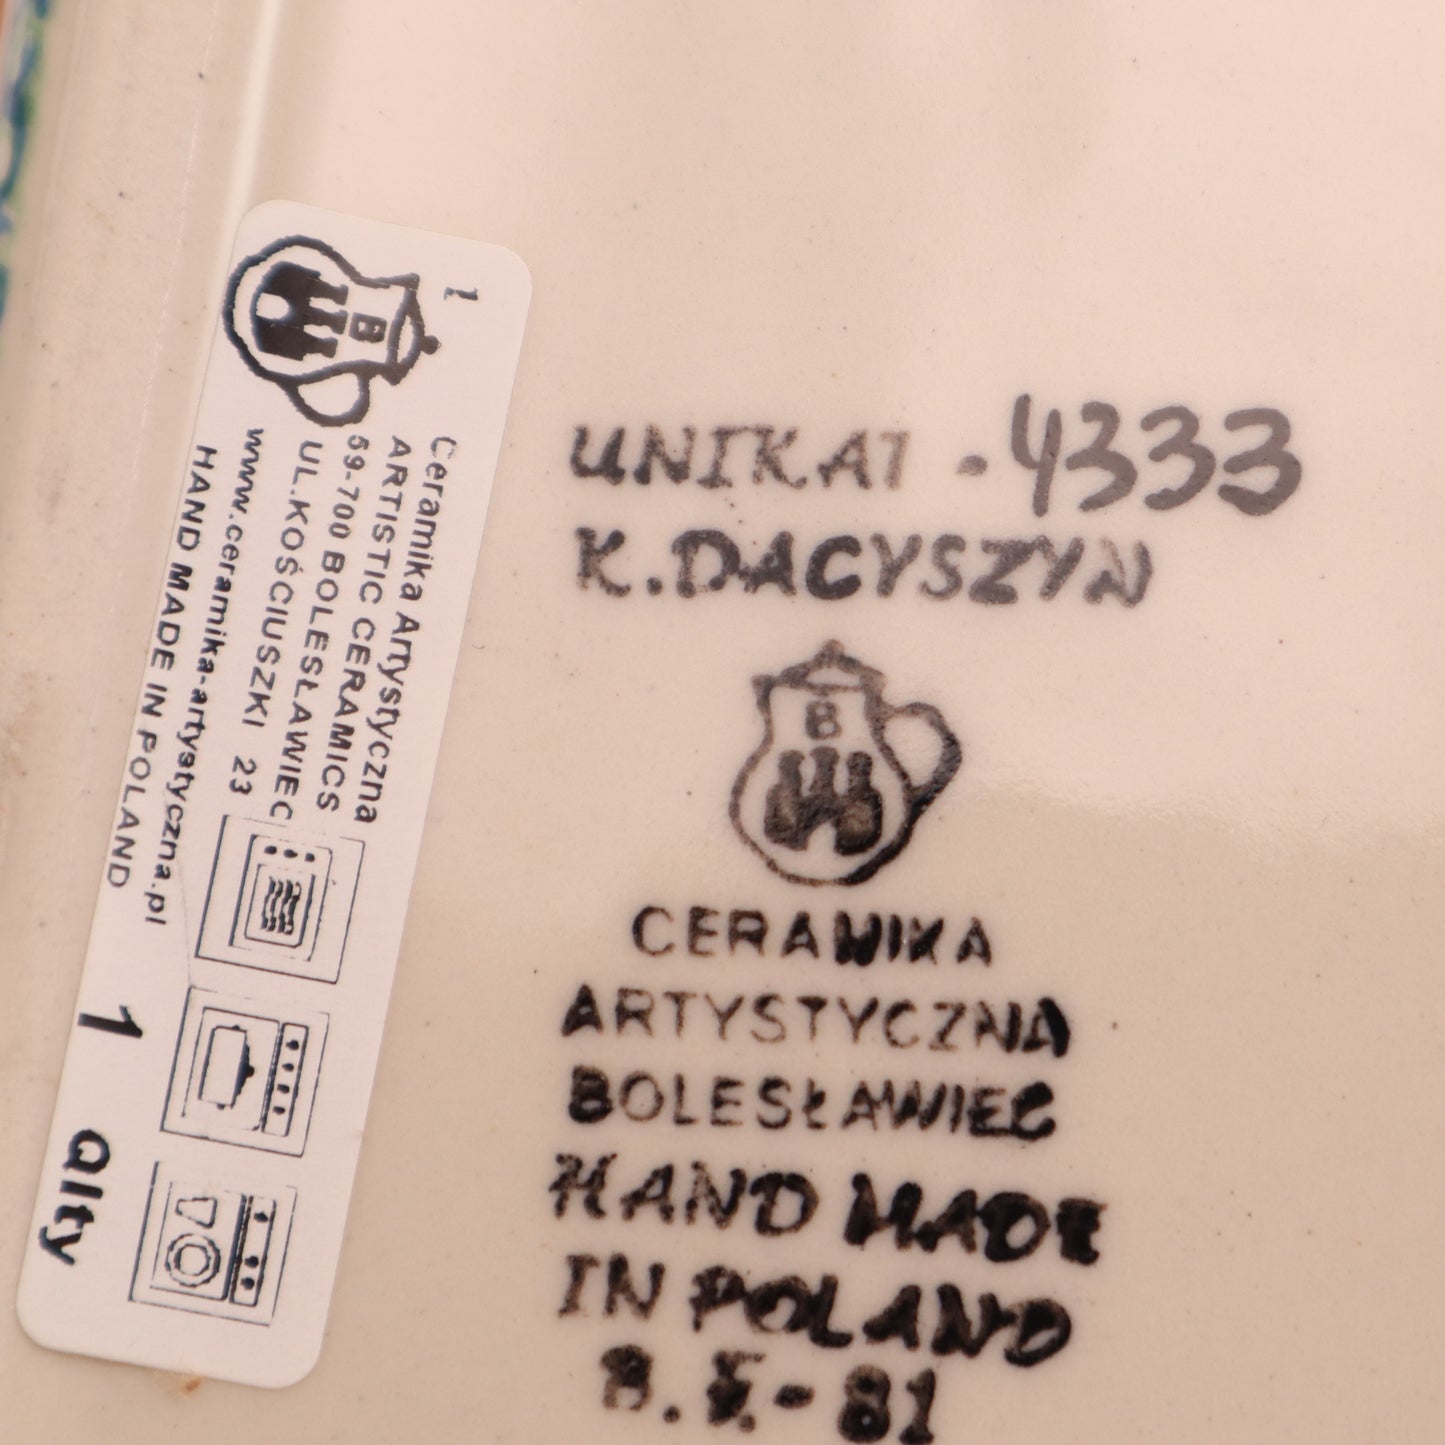 1
B
Ceramika Artystyczna
ARTISTIC CERAMICS
59-700 BOLESŁAWIEC
UL.KOŚCIUSZKI 23
www.ceramika-artystyczna.pl
HAND MADE IN POLAND
1 Qlty
UNIKAT - 4333
K.DACYSZYN
B
CERAMIKA
ARTYSTYCZNA
BOLESŁAWIEC
HAND MADE
IN POLAND